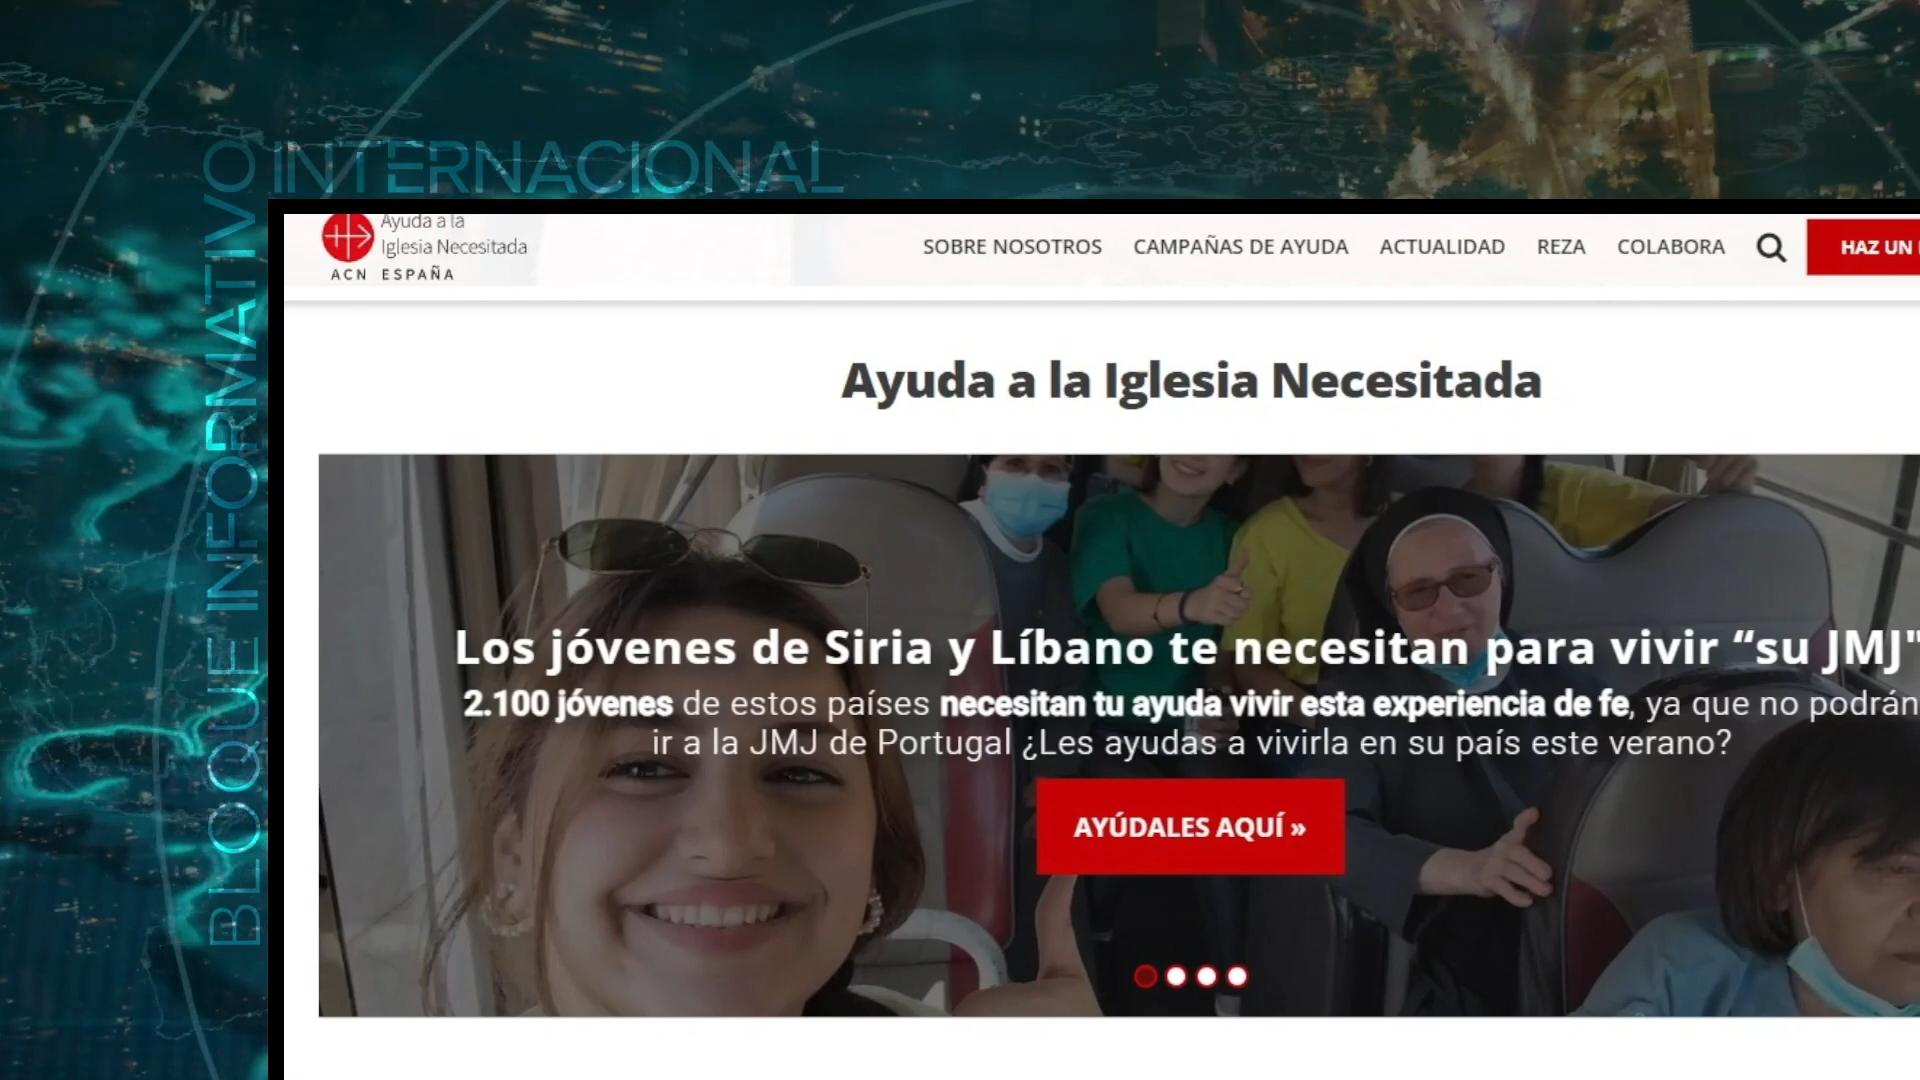 BLOQUE INFORMATIVO
INTERNACIONAL
Ayuda a la
Iglesia Necesitada
ACN ESPAÑA
SOBRE NOSOTROS
CAMPAÑAS DE AYUDA
ACTUALIDAD
REZA
COLABORA
HAZ UN
Ayuda a la Iglesia Necesitada
Los jóvenes de Siria y Líbano te necesitan para vivir “su JMJ"
2.100 jóvenes de estos países necesitan tu ayuda vivir esta experiencia de fe, ya que no podrán
ir a la JMJ de Portugal ¿Les ayudas a vivirla en su país este verano?
AYÚDALES AQUÍ »